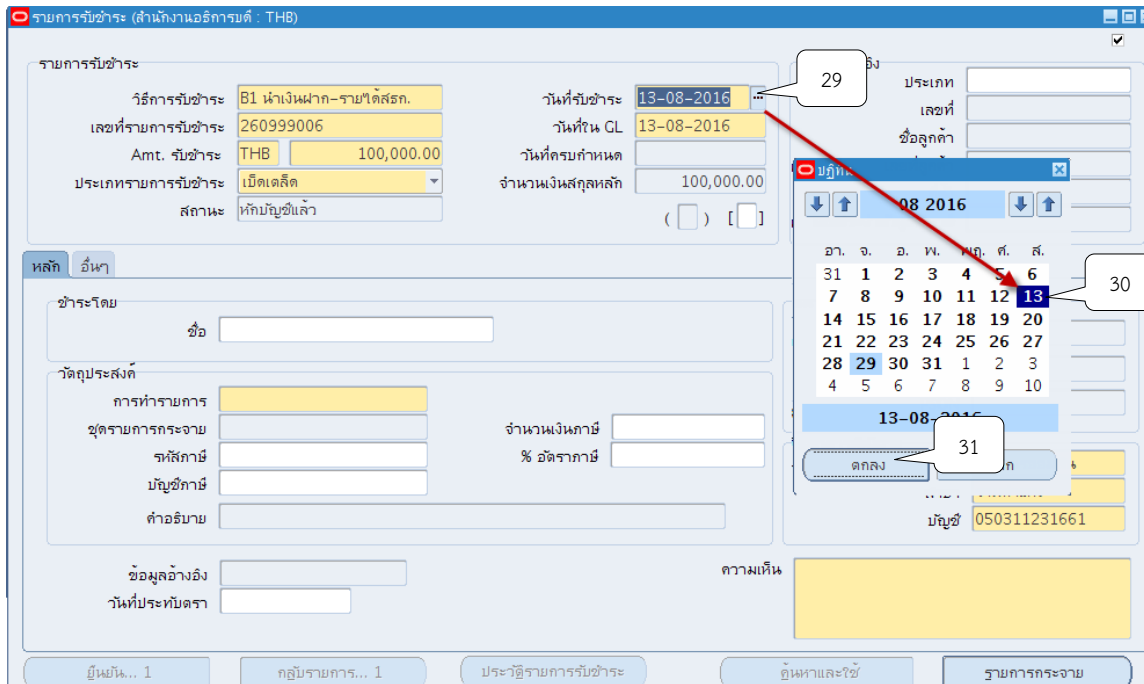 รายการรับชำระ (สำนักงานอธิการบดี : THB)
รายการรับชำระ
วิธีการรับชำระ B1 นำเงินฝาก-รายได้สธก.
เลขที่รายการรับชำระ 260999006
Amt. รับชำระ THB 100,000.00
ประเภทรายการรับชำระ เบ็ดเตล็ด
สถานะ หักบัญชีแล้ว
วันที่รับชำระ 13-08-2016 ...
วันที่ใน GL 13-08-2016
วันที่ครบกำหนด
จำนวนเงินสกุลหลัก 100,000.00
( ) [ ]
29
ประเภท
เลขที่
ชื่อลูกค้า
08 2016
อา. จ. อ. พ. พฤ. ศ. ส.
31 1 2 3 4 5 6
7 8 9 10 11 12 13
14 15 16 17 18 19 20
21 22 23 24 25 26 27
28 29 30 31 1 2 3
4 5 6 7 8 9 10
13-08-2016
ตกลง
30
31
หลัก อื่นๆ
ชำระโดย
ชื่อ
วัตถุประสงค์
การทำรายการ
ชุดรายการกระจาย
รหัสภาษี
บัญชีภาษี
คำอธิบาย
จำนวนเงินภาษี
% อัตราภาษี
บัญชี 050311231661
ข้อมูลอ้างอิง
วันที่ประทับตรา
ความเห็น
ยืนยัน... 1 กลับรายการ... 1 ประวัติรายการรับชำระ ค้นหาและใช้ รายการกระจาย